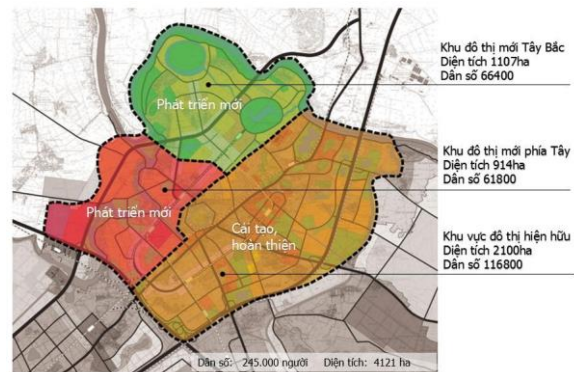 Khu đô thị mới Tây Bắc
Diện tích 1107ha
Dân số 66400
Phát triển mới
Khu đô thị mới phía Tây
Diện tích 914ha
Dân số 61800
Phát triển mới
Cải tạo,
hoàn thiện
Khu vực đô thị hiện hữu
Diện tích 2100ha
Dân số 116800
Dân số: 245.000 người Diện tích: 4121 ha